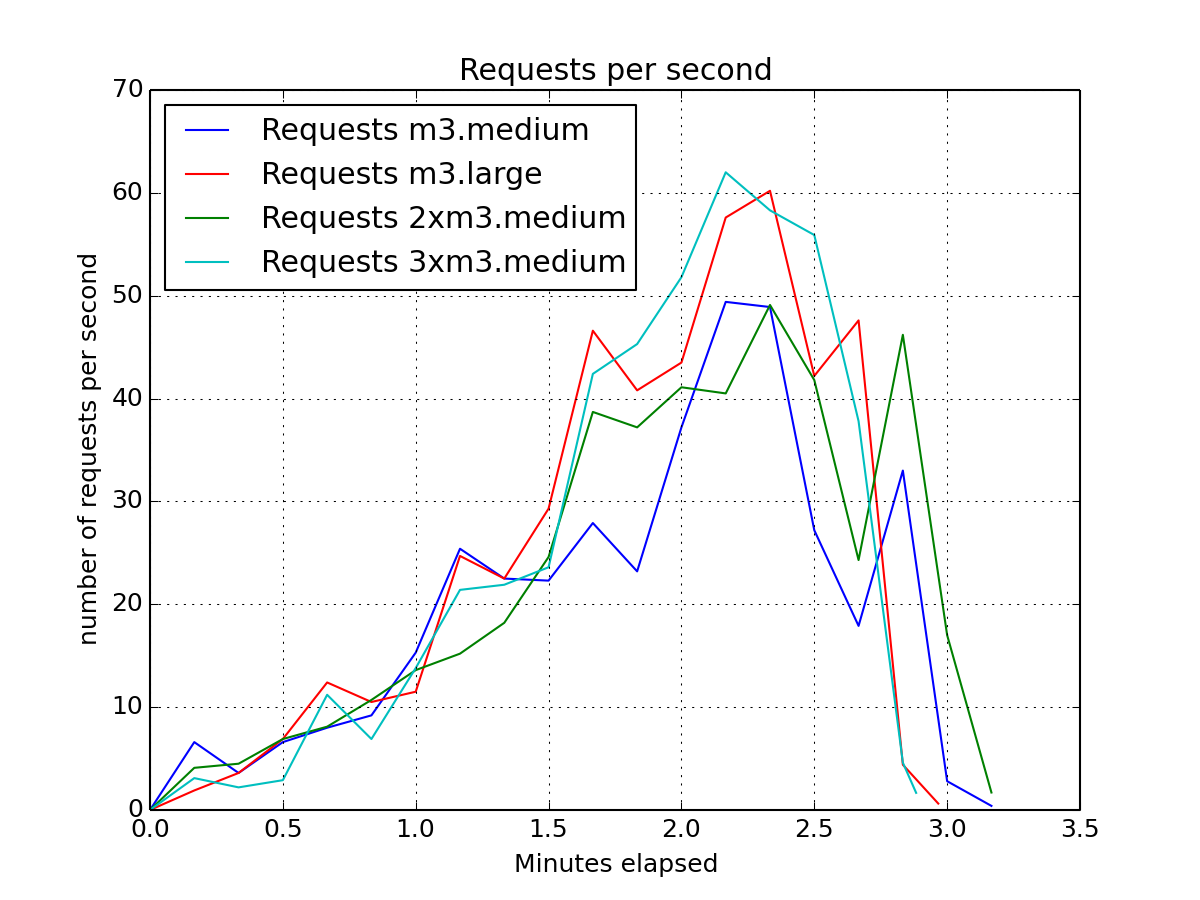 Requests per second
70
60
50
40
30
20
10
0
Requests m3.medium
Requests m3.large
Requests 2xm3.medium
Requests 3xm3.medium
number of requests per second
0.0 0.5 1.0 1.5 2.0 2.5 3.0 3.5
Minutes elapsed